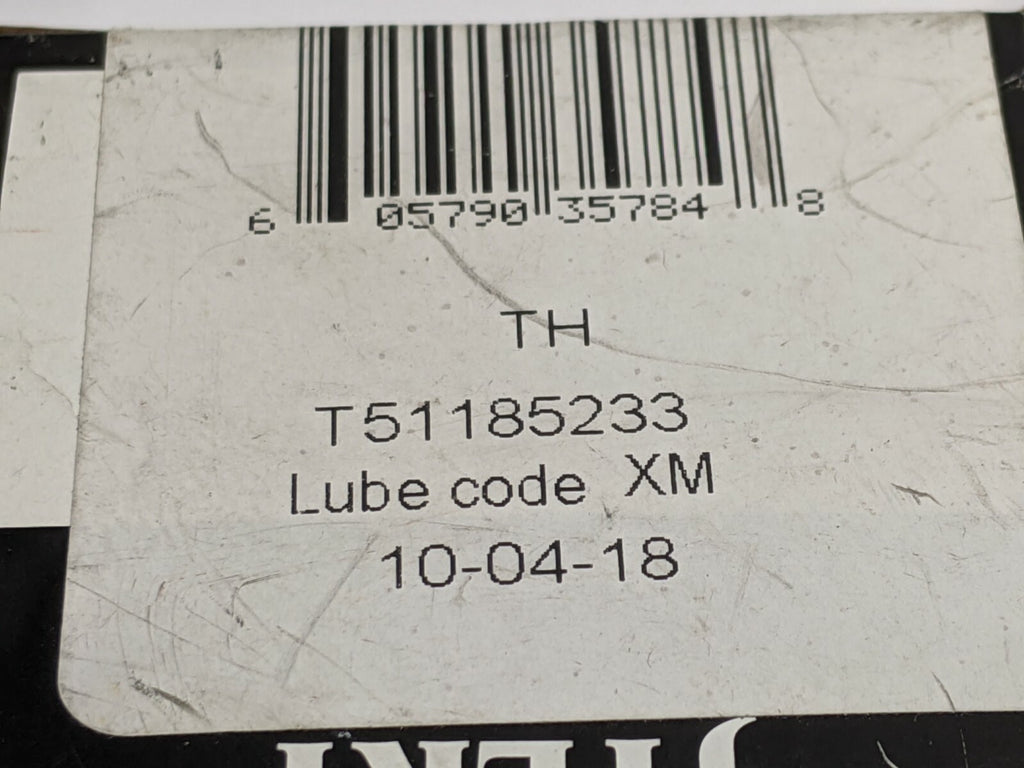 6 05790 35784 8
TH
T51185233
Lube code XM
10-04-18